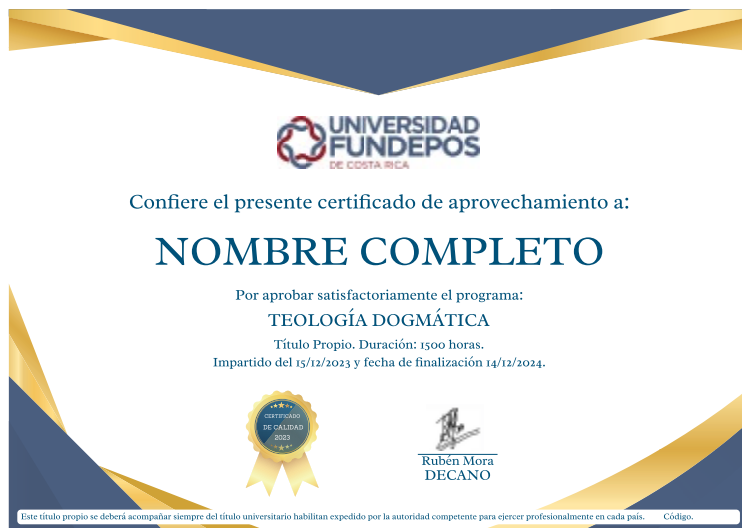 UNIVERSIDAD
FUNDEPOS
DE COSTA RICA
Confiere el presente certificado de aprovechamiento a:
NOMBRE COMPLETO
Por aprobar satisfactoriamente el programa:
TEOLOGÍA DOGMÁTICA
Título Propio. Duración: 1500 horas.
Impartido del 15/12/2023 y fecha de finalización 14/12/2024.
CERTIFICADO
DE CALIDAD
2023
Rubén Mora
DECANO
Este título propio se deberá acompañar siempre del título universitario habilitan expedido por la autoridad competente para ejercer profesionalmente en cada país. Código.